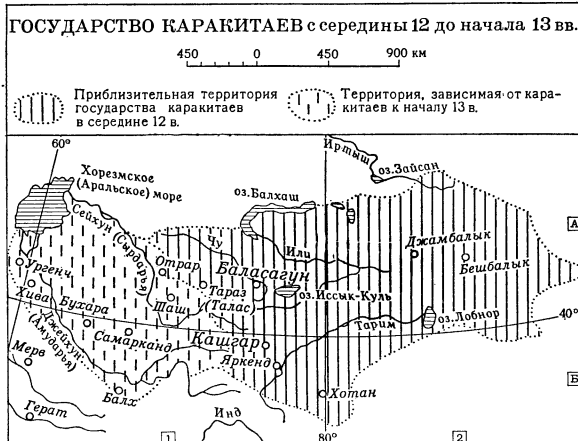 ГОСУДАРСТВО КАРАКИТАЕВ с середины 12 до начала 13 вв.
450 0 450 900 км
Приблизительная территория
государства каракитаев
в середине 12 в.
Территория, зависимая от кара-
китаев к началу 13 в.
60°
Хорезмское
(Аральское) море
Иртыш
оз.Зайсан
оз.Балхаш
Сейхун (Сырдарья)
Чу
Или
А
Джамбалык
Отрар
Баласагун
Бешбалык
Ургенч
Тараз
(Талас)
оз.Иссык-Куль
Хива
Шаш
Бухара
Тарим
оз.Лобнор
40°
Джейхун
(Амударья)
Самарканд
Кашгар
Мерв
Яркенд
Б
Балх
Хотан
Герат
Инд
1
80°
2